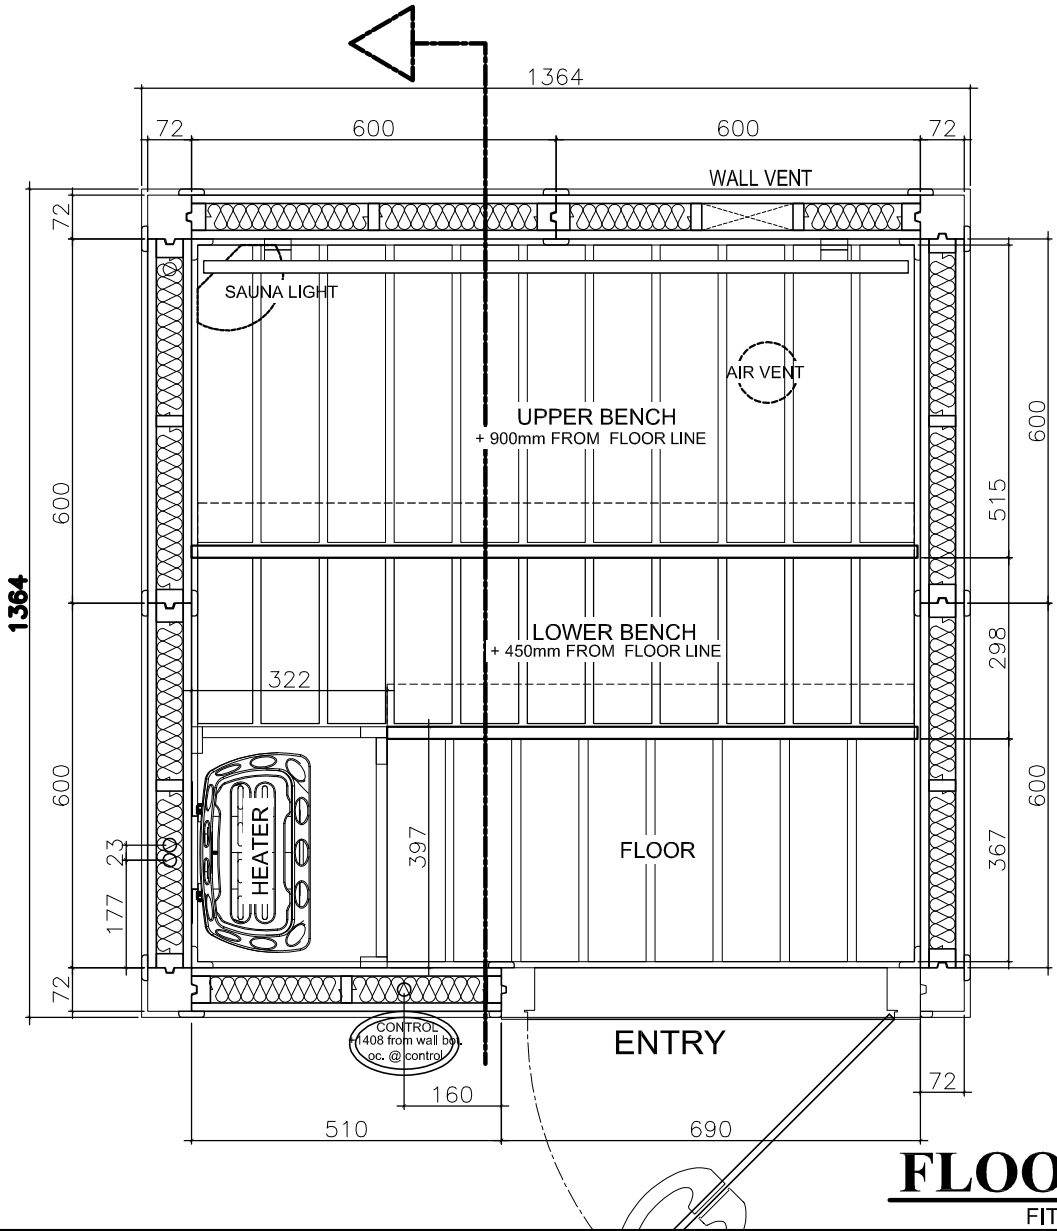 1364
72
600
600
72
WALL VENT
72
SAUNA LIGHT
AIR VENT
UPPER BENCH
+ 900mm FROM FLOOR LINE
600
515
600
1364
LOWER BENCH
+ 450mm FROM FLOOR LINE
298
322
600
HEATER
397
FLOOR
600
367
23
177
72
CONTROL
+1408 from wall
oc. @ control
ENTRY
160
72
510
690
FLOO
FIT